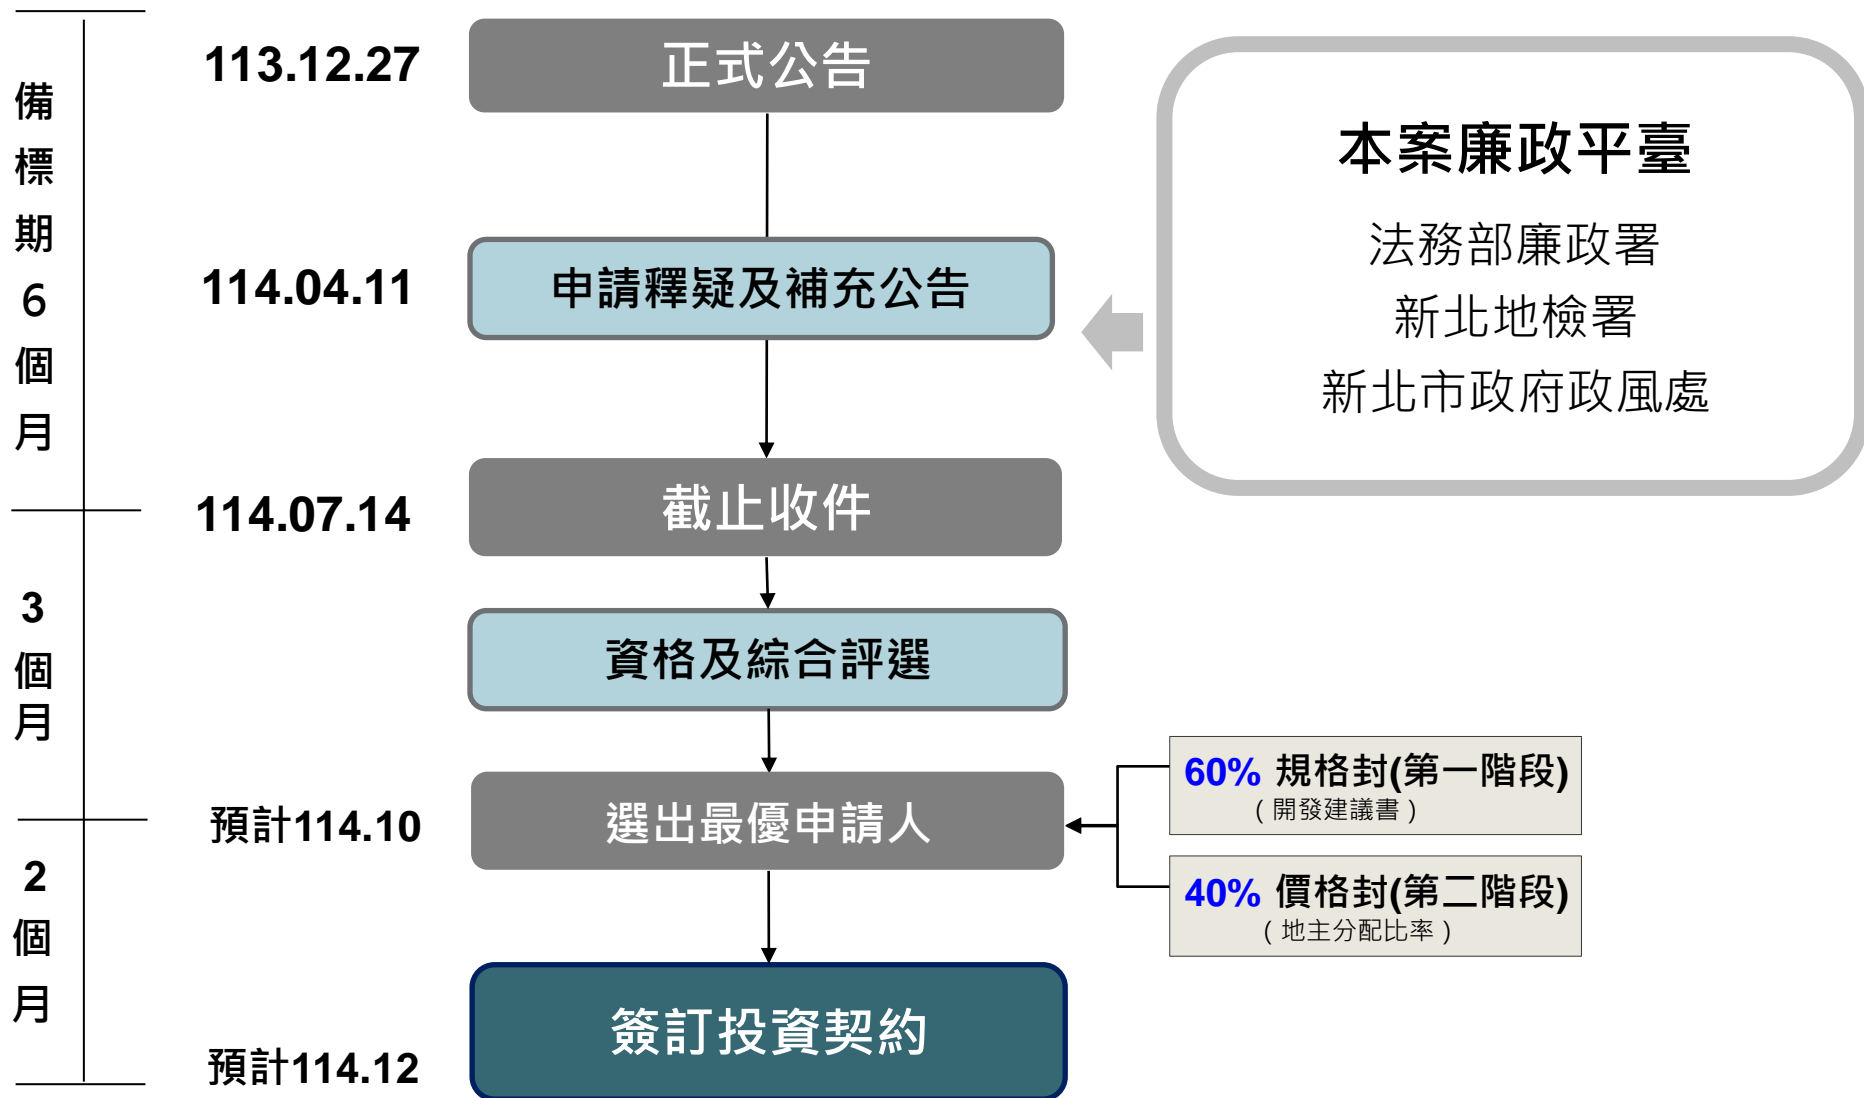 備標期6個月
3個月
2個月
113.12.27
正式公告
114.04.11
申請釋疑及補充公告
114.07.14
截止收件
資格及綜合評選
預計114.10
選出最優申請人
預計114.12
簽訂投資契約
本案廉政平臺
法務部廉政署
新北地檢署
新北市政府政風處
60% 規格封(第一階段)
(開發建議書)
40% 價格封(第二階段)
(地主分配比率)